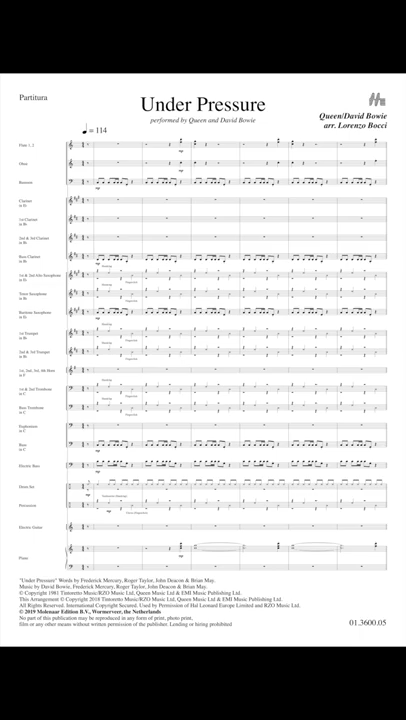 Partitura
Under Pressure
performed by Queen and David Bowie
Queen/David Bowie
arr. Lorenzo Bocci
= 114
Flute 1, 2
Oboe
Bassoon
Clarinet
in E♭
1st Clarinet
in B♭
2nd & 3rd Clarinet
in B♭
Bass Clarinet
in B♭
1st & 2nd Alto Saxophone
in E♭
Tenor Saxophone
in B♭
Baritone Saxophone
in E♭
1st Trumpet
in B♭
2nd & 3rd Trumpet
in B♭
1st, 2nd, 3rd, 4th Horn
in F
1st & 2nd Trombone
in C
Bass Trombone
in C
Euphonium
in C
Bass
in C
Electric Bass
Drum Set
Percussion
Electric Guitar
Piano
"Under Pressure" Words by Frederick Mercury, Roger Taylor, John Deacon & Brian May.
Music by David Bowie, Frederick Mercury, Roger Taylor, John Deacon & Brian May.
© Copyright 1981 Tintoretto Music/RZO Music Ltd, Queen Music Ltd & EMI Music Publishing Ltd.
This Arrangement © Copyright 2018 Tintoretto Music/RZO Music Ltd, Queen Music Ltd & EMI Music Publishing Ltd.
All Rights Reserved. International Copyright Secured. Used by Permission of Hal Leonard Europe Limited and RZO Music Ltd.
© 2019 Molenaar Edition B.V., Wormerveer, the Netherlands
No part of this publication may be reproduced in any form of print, photo print,
film or any other means without written permission of the publisher. Lending or hiring prohibited
01.3600.05